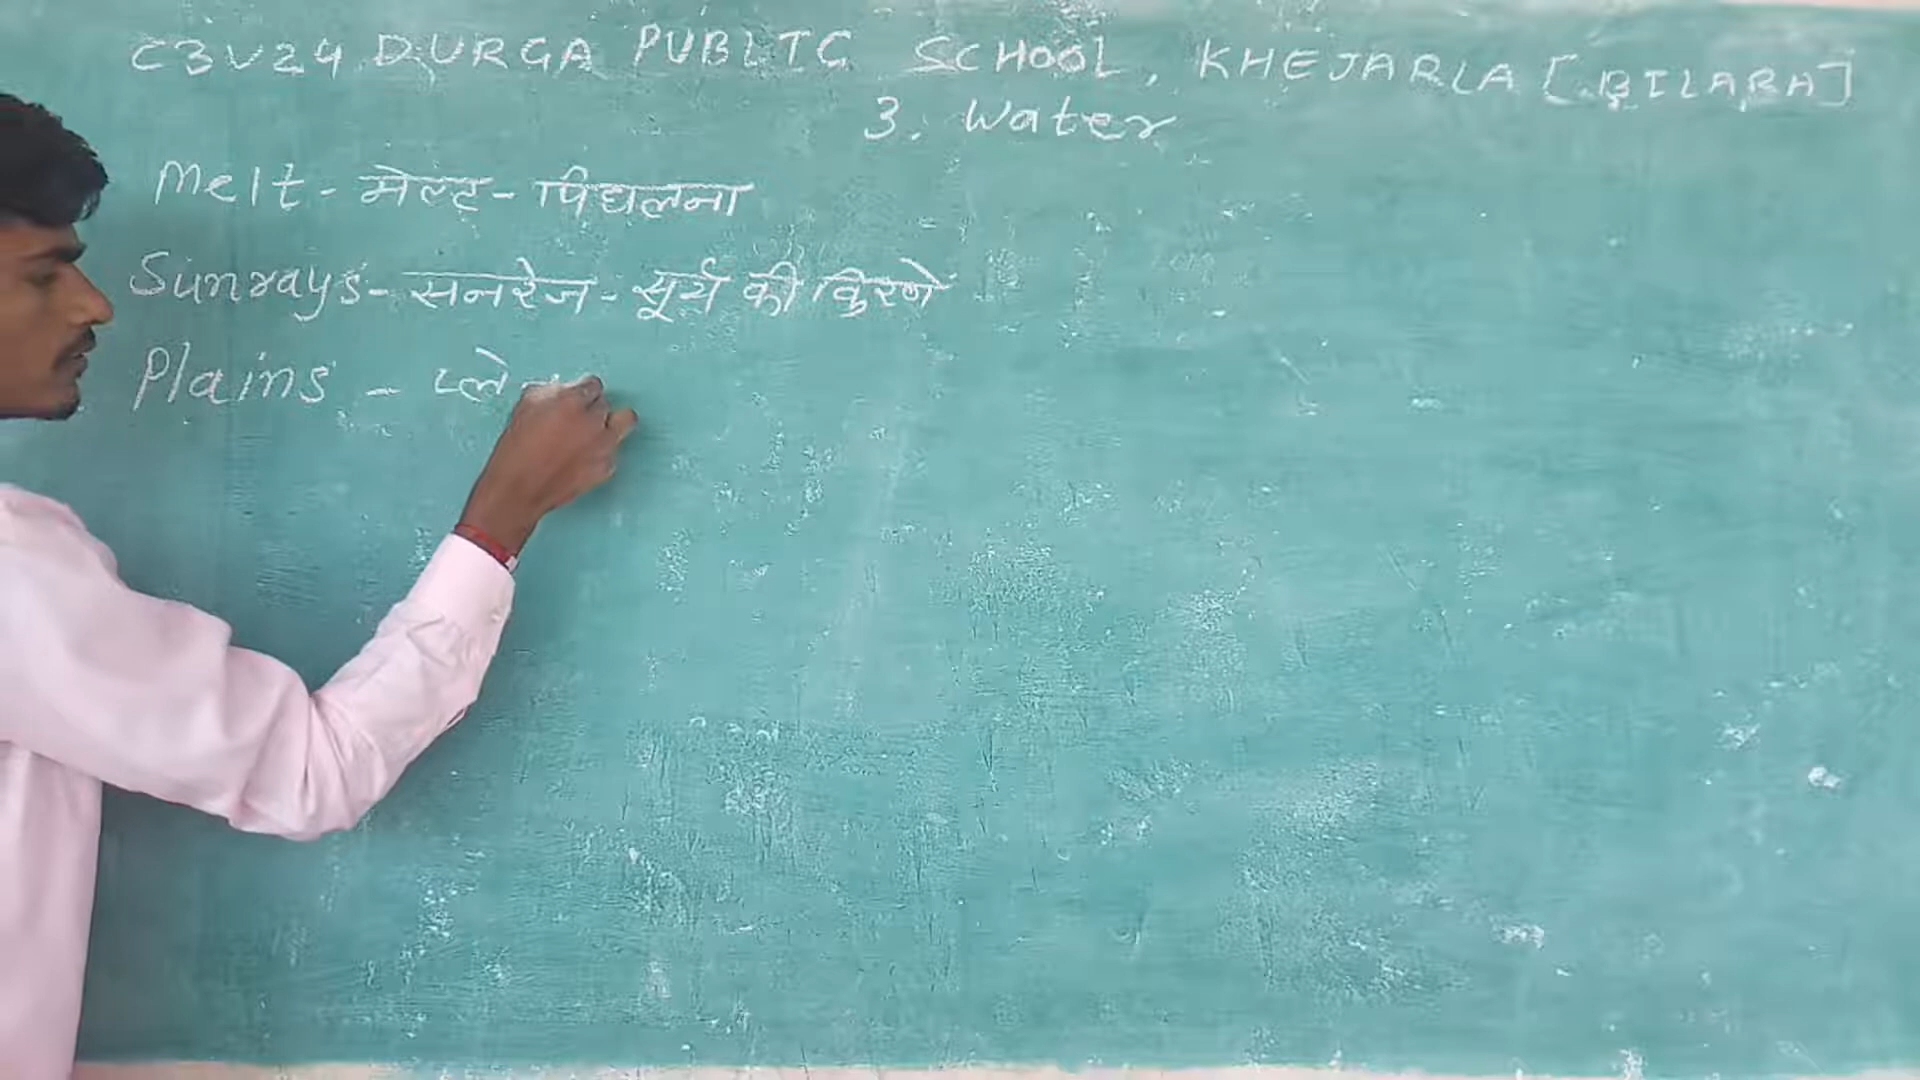 C3V24 DURGA PUBLIC SCHOOL, KHEJARLA [BILARA]
3. Water
Melt - मेल्ट - पिघलना
Sunrays - सनरेज - सूर्य की किरणे
Plains - प्ले